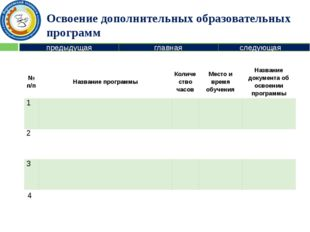 Освоение дополнительных образовательных
программ
предыдущая главная следующая
№ п/п Название программы Количе ство часов Место и время обучения Название документа об освоении программы
1
2
3
4